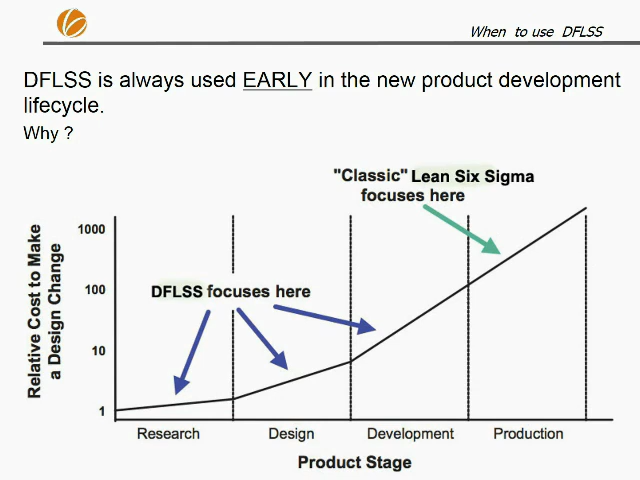 When to use DFLSS
DFLSS is always used EARLY in the new product development
lifecycle.
Why ?
"Classic" Lean Six Sigma
focuses here
DFLSS focuses here
Relative Cost to Make
a Design Change
1000
100
10
1
Research
Design
Development
Production
Product Stage